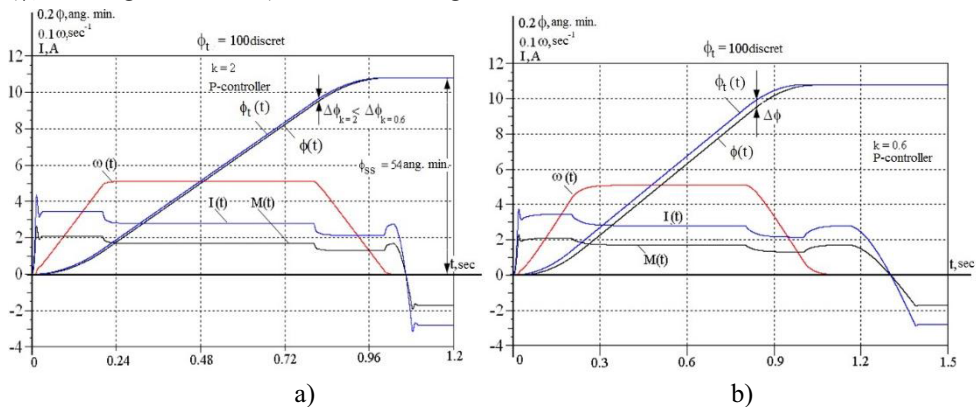 0.2 ϕ, ang. min.
0.1 ω, sec⁻¹
I, A
ϕt = 100discret
k = 2
P-controller
12
10
8
6
4
2
0
-2
-4
ϕt (t)
Δϕk=2 ≤ Δϕk=0.6
ϕ(t)
ϕss = 54 ang. min.
ω(t)
I(t)
M(t)
t, sec
0 0.24 0.48 0.72 0.96 1.2
a)
0.2 ϕ, ang. min.
0.1 ω, sec⁻¹
I, A
ϕt = 100discret
12
10
8
6
4
2
0
-2
-4
ϕt (t)
Δϕ
ϕ(t)
k = 0.6
P-controller
ω(t)
I(t)
M(t)
t, sec
0 0.3 0.6 0.9 1.2 1.5
b)